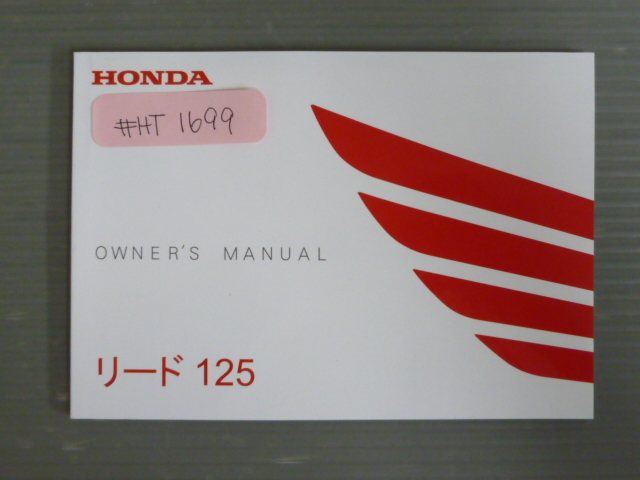 HONDA
#HT 1699
OWNER'S MANUAL
リード 125